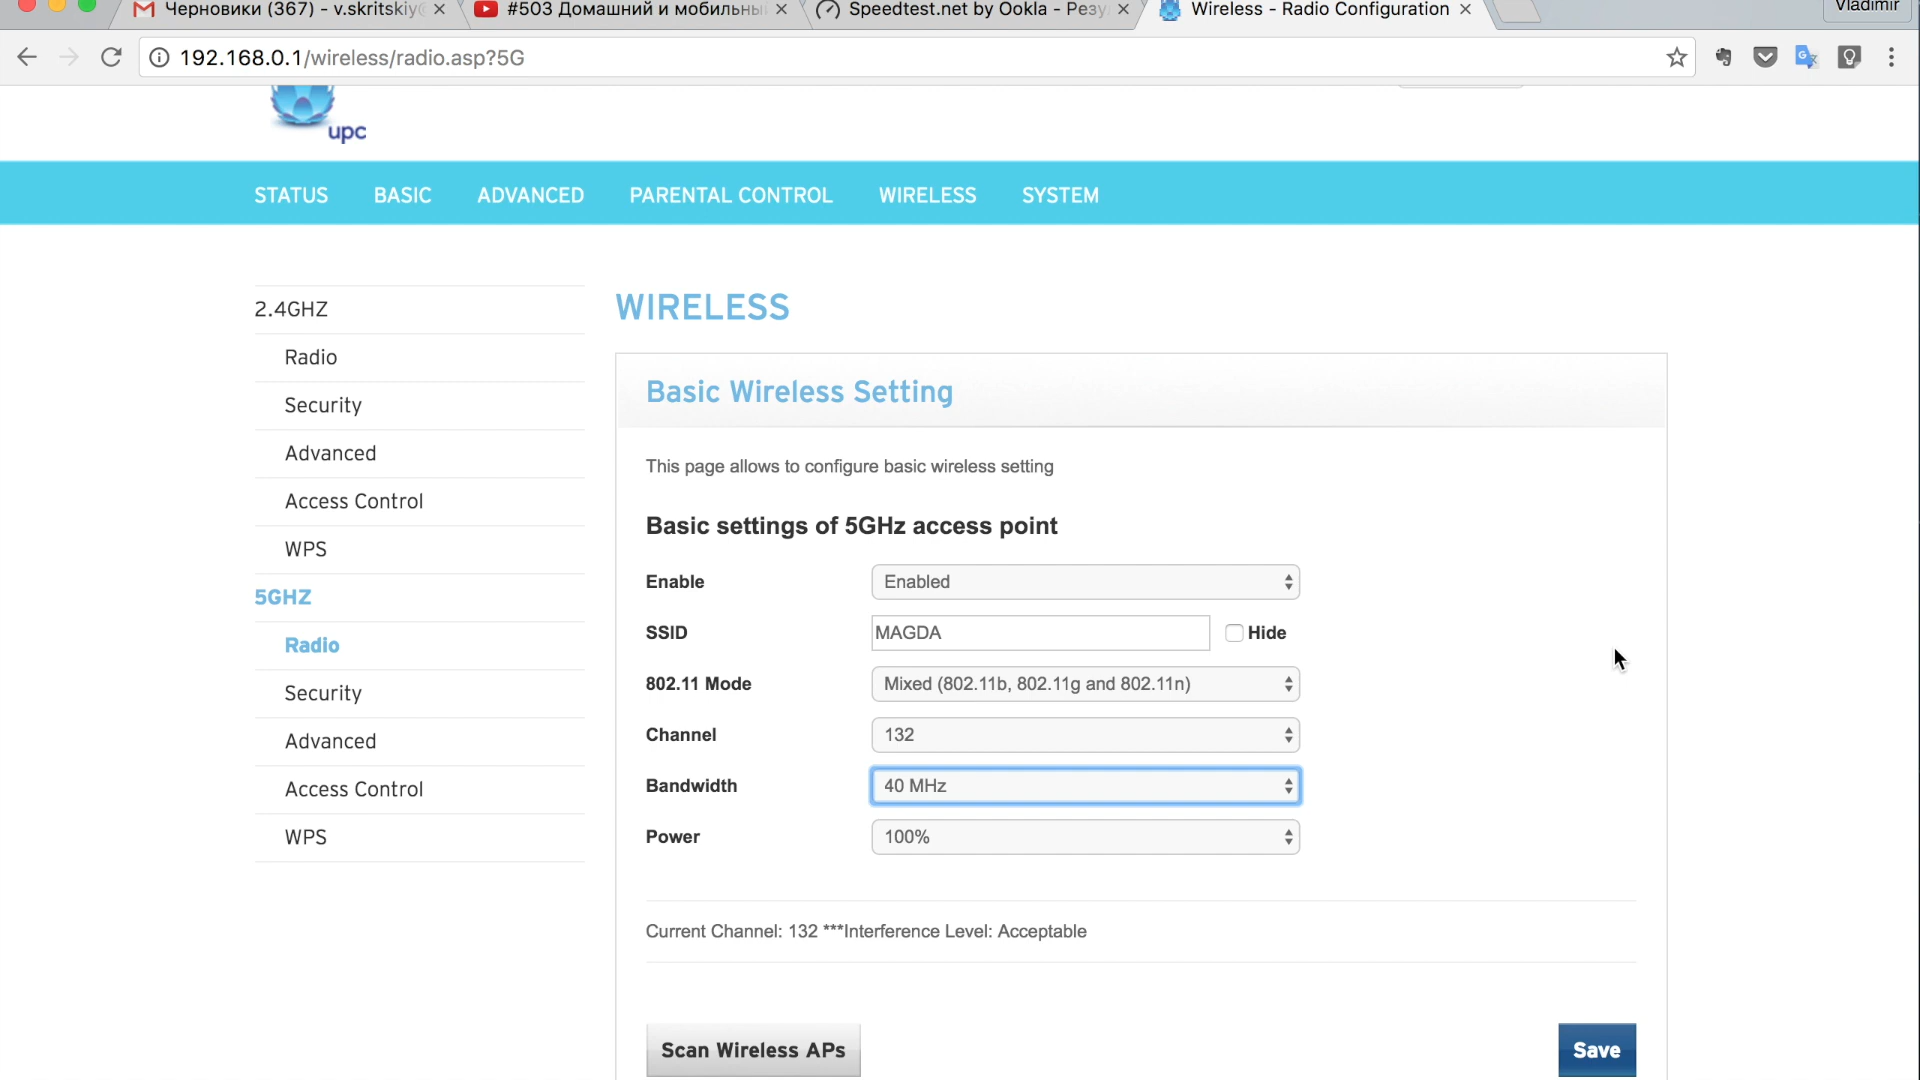 Черновики (367) - v.skritskiy@
#503 Домашний и мобильны
Speedtest.net by Ookla - Резу
Wireless - Radio Configuration
Vladimir
192.168.0.1/wireless/radio.asp?5G
upc
STATUS BASIC ADVANCED PARENTAL CONTROL WIRELESS SYSTEM
2.4GHZ
Radio
Security
Advanced
Access Control
WPS
5GHZ
Radio
Security
Advanced
Access Control
WPS
WIRELESS
Basic Wireless Setting
This page allows to configure basic wireless setting
Basic settings of 5GHz access point
Enable Enabled
SSID MAGDA Hide
802.11 Mode Mixed (802.11b, 802.11g and 802.11n)
Channel 132
Bandwidth 40 MHz
Power 100%
Current Channel: 132 ***Interference Level: Acceptable
Scan Wireless APs Save